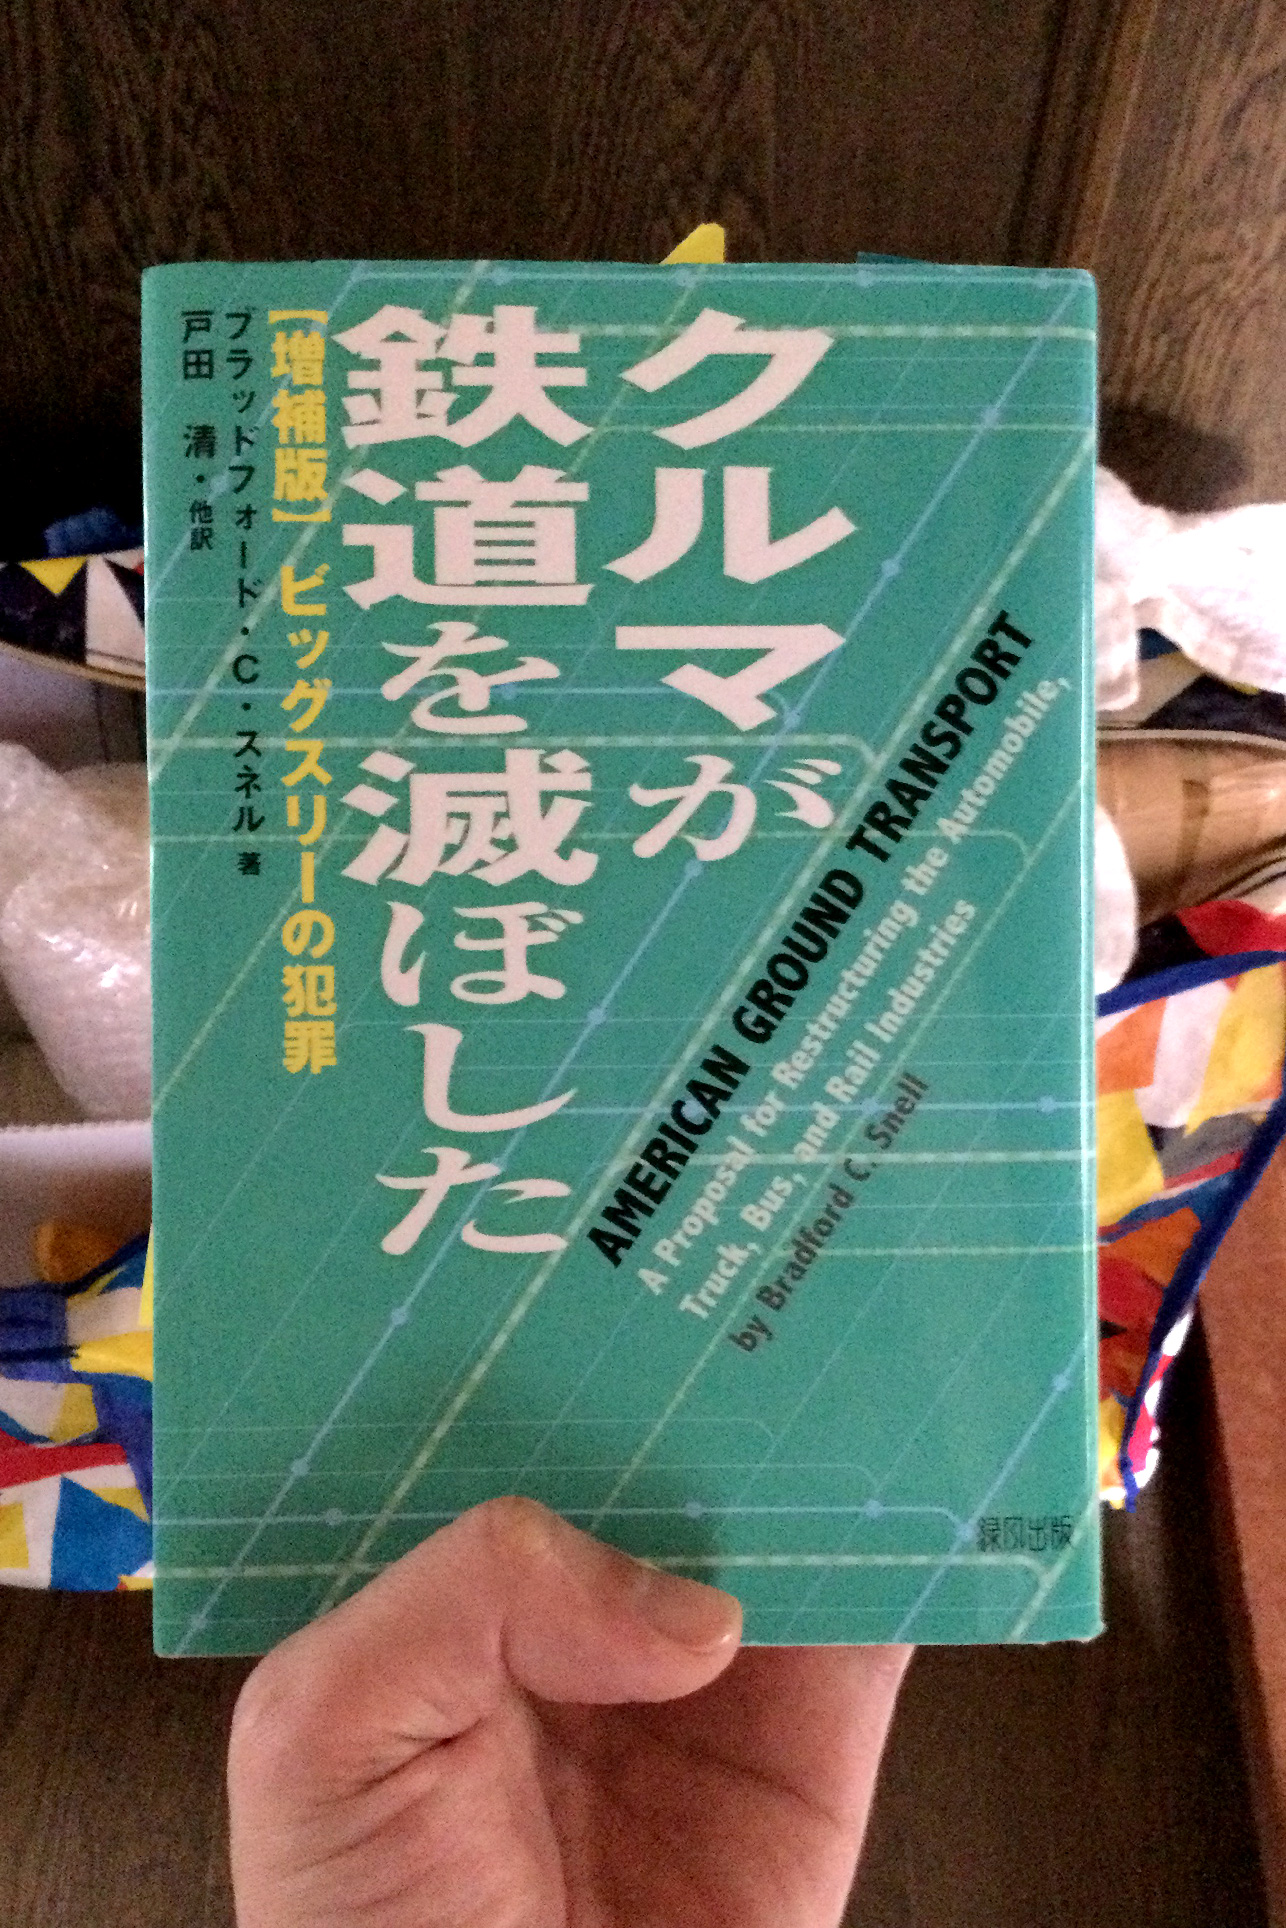 クルマが
鉄道を滅ぼした
【増補版】ビッグスリーの犯罪
ブラッドフォード・C・スネル 著
戸田 清・他訳
AMERICAN GROUND TRANSPORT
A Proposal for Restructuring the Automobile,
Truck, Bus, and Rail Industries
by Bradford C. Snell
緑風出版